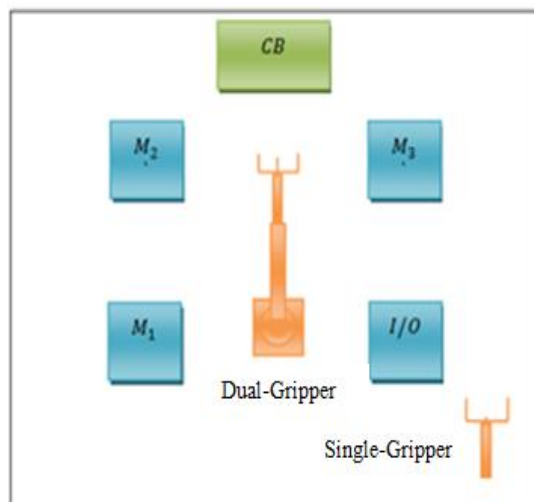 CB
M₂
M₃
M₁
I/O
Dual-Gripper
Single-Gripper